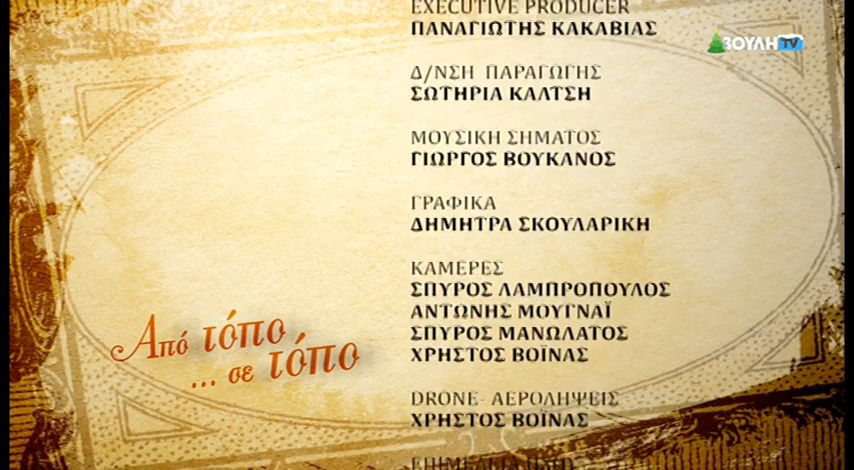 EXECUTIVE PRODUCER
ΠΑΝΑΓΙΩΤΗΣ ΚΑΚΑΒΙΑΣ
ΒΟΥΛΗ TV
Δ/ΝΣΗ ΠΑΡΑΓΩΓΗΣ
ΣΩΤΗΡΙΑ ΚΑΛΤΣΗ
ΜΟΥΣΙΚΗ ΣΗΜΑΤΟΣ
ΓΙΩΡΓΟΣ ΒΟΥΚΑΝΟΣ
ΓΡΑΦΙΚΑ
ΔΗΜΗΤΡΑ ΣΚΟΥΛΑΡΙΚΗ
ΚΑΜΕΡΕΣ
ΣΠΥΡΟΣ ΛΑΜΠΡΟΠΟΥΛΟΣ
ΑΝΤΩΝΗΣ ΜΟΥΓΝΑΪ
ΣΠΥΡΟΣ ΜΑΝΩΛΑΤΟΣ
ΧΡΗΣΤΟΣ ΒΟΪΝΑΣ
Από τόπο
... σε τόπο
DRONE- ΑΕΡΟΛΗΨΕΙΣ
ΧΡΗΣΤΟΣ ΒΟΪΝΑΣ